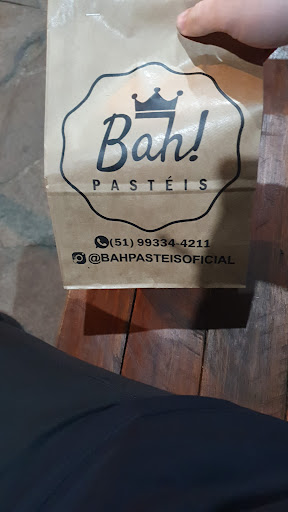 Bah!
PASTÉIS
(51) 99334-4211
@BAHPASTEISOFICIAL